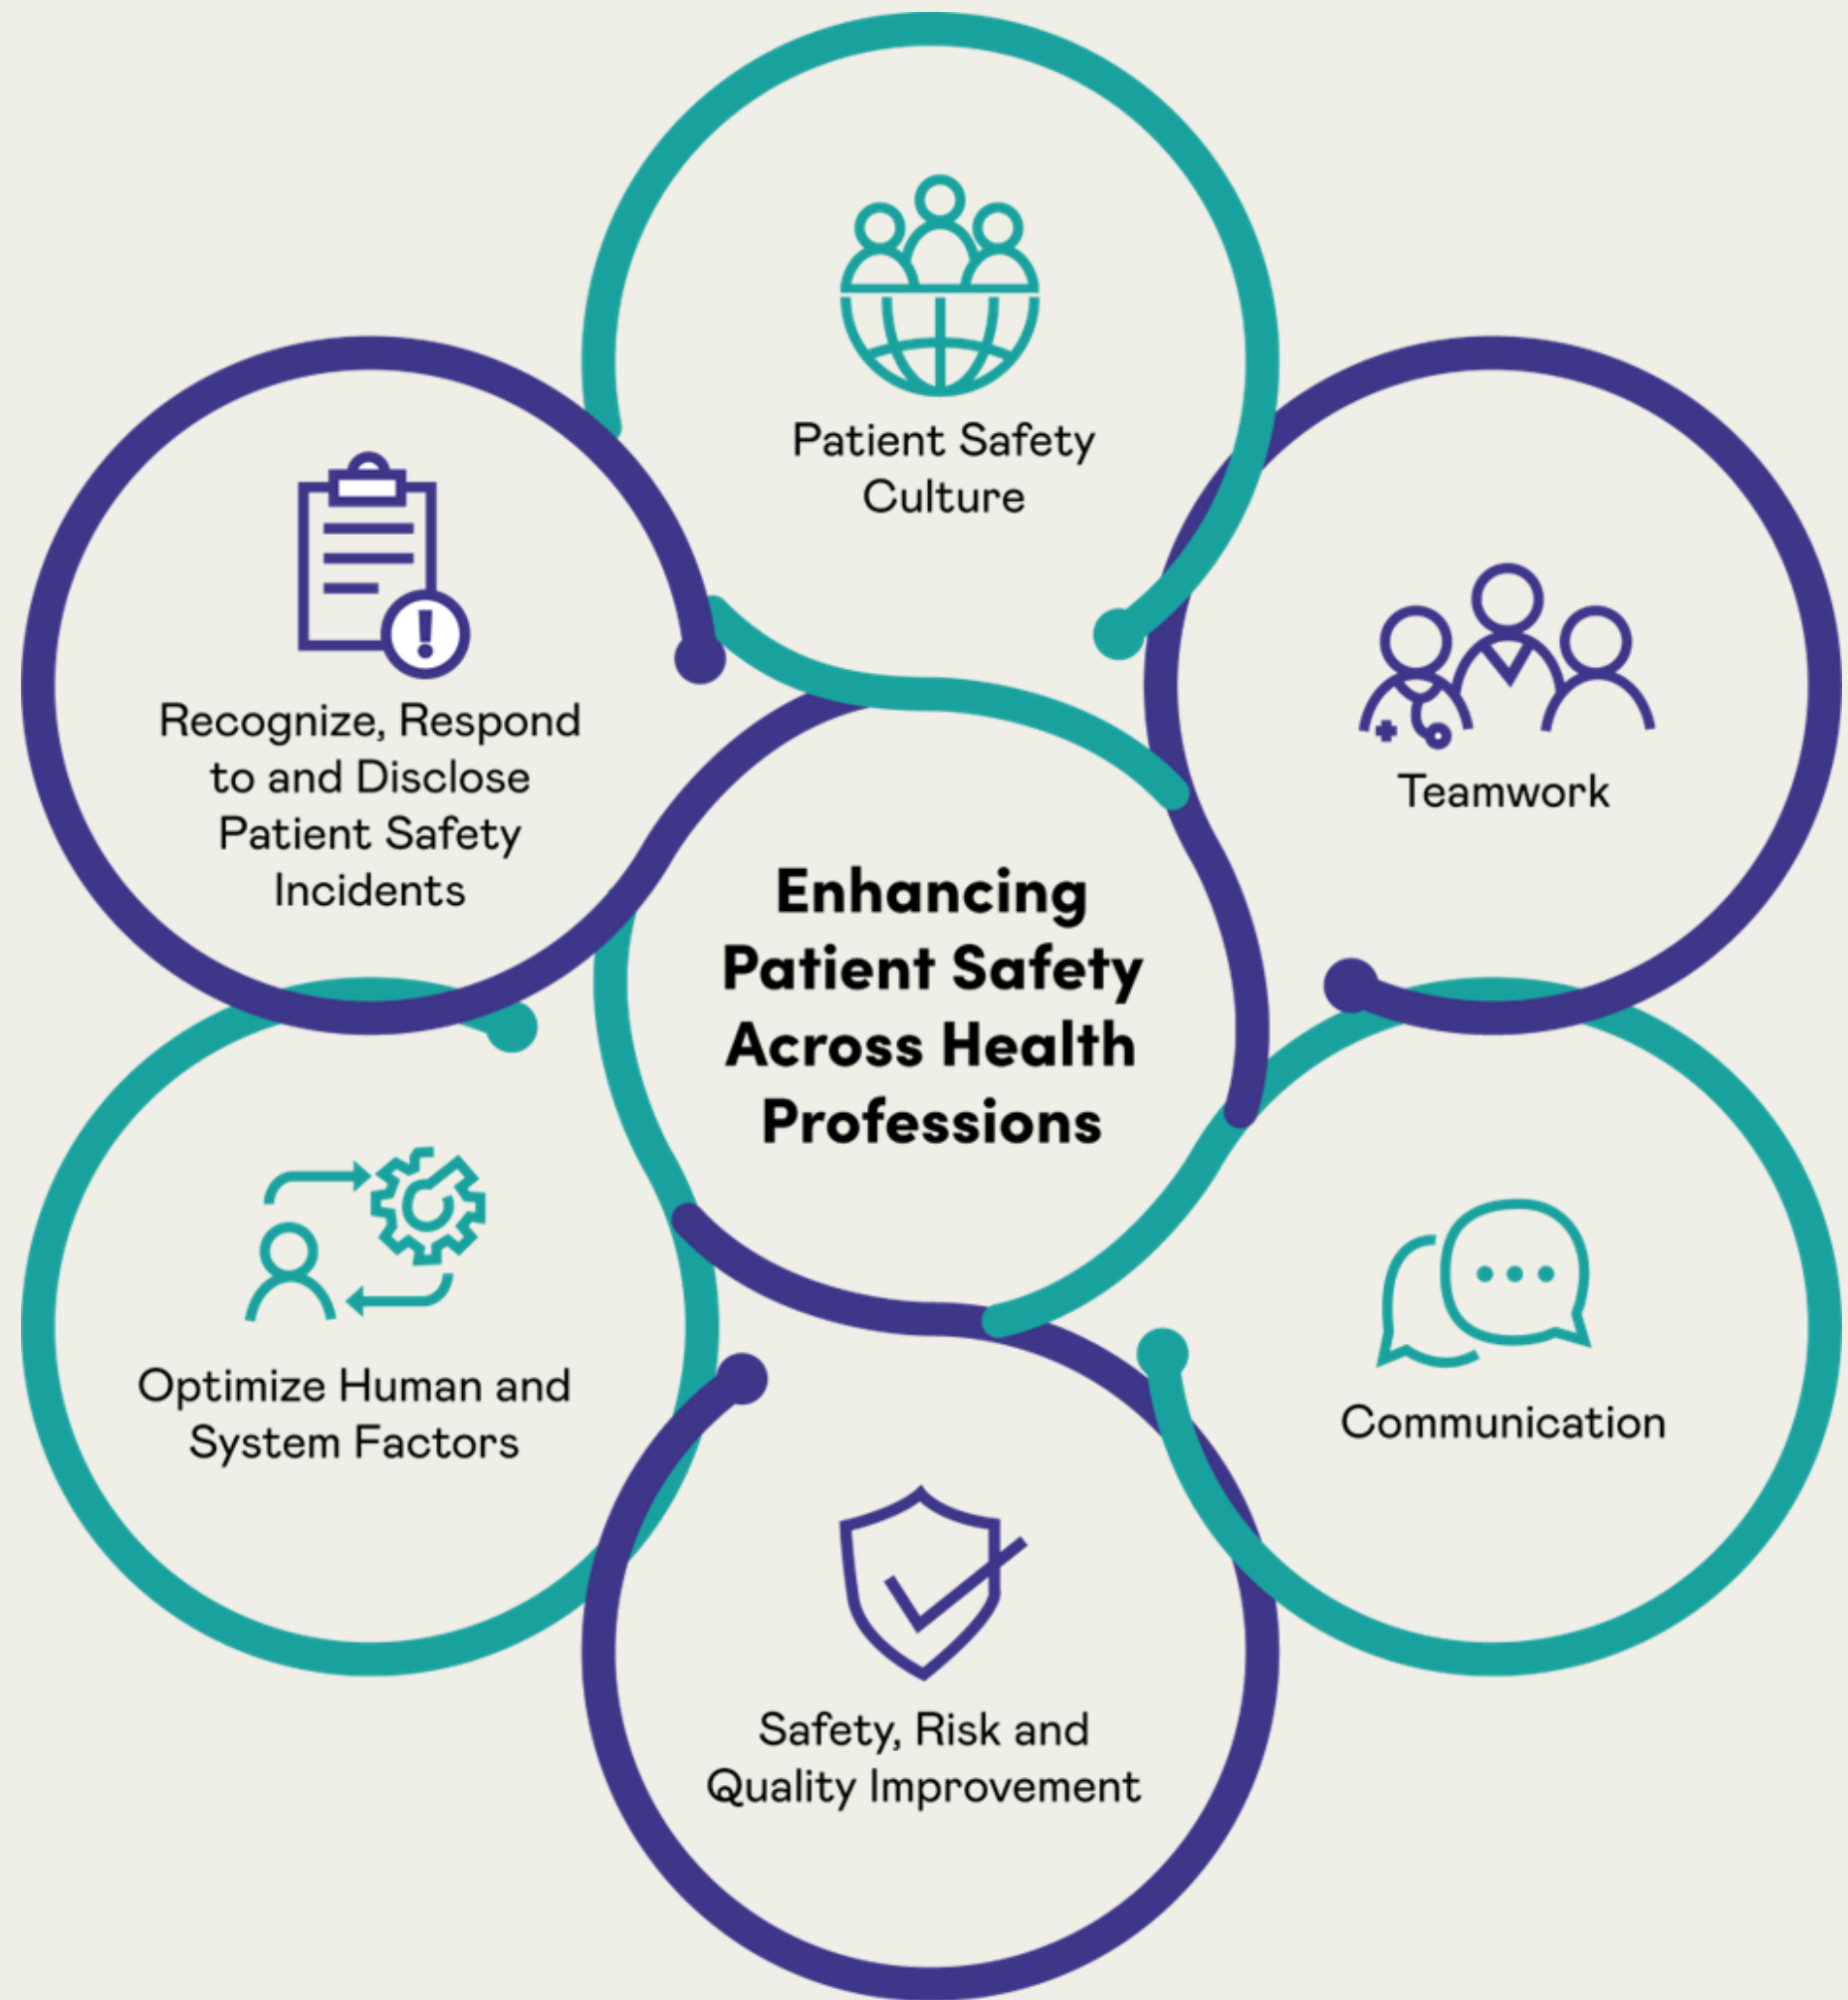 Patient Safety
Culture
Teamwork
Communication
Safety, Risk and
Quality Improvement
Optimize Human and
System Factors
Recognize, Respond
to and Disclose
Patient Safety
Incidents
Enhancing
Patient Safety
Across Health
Professions